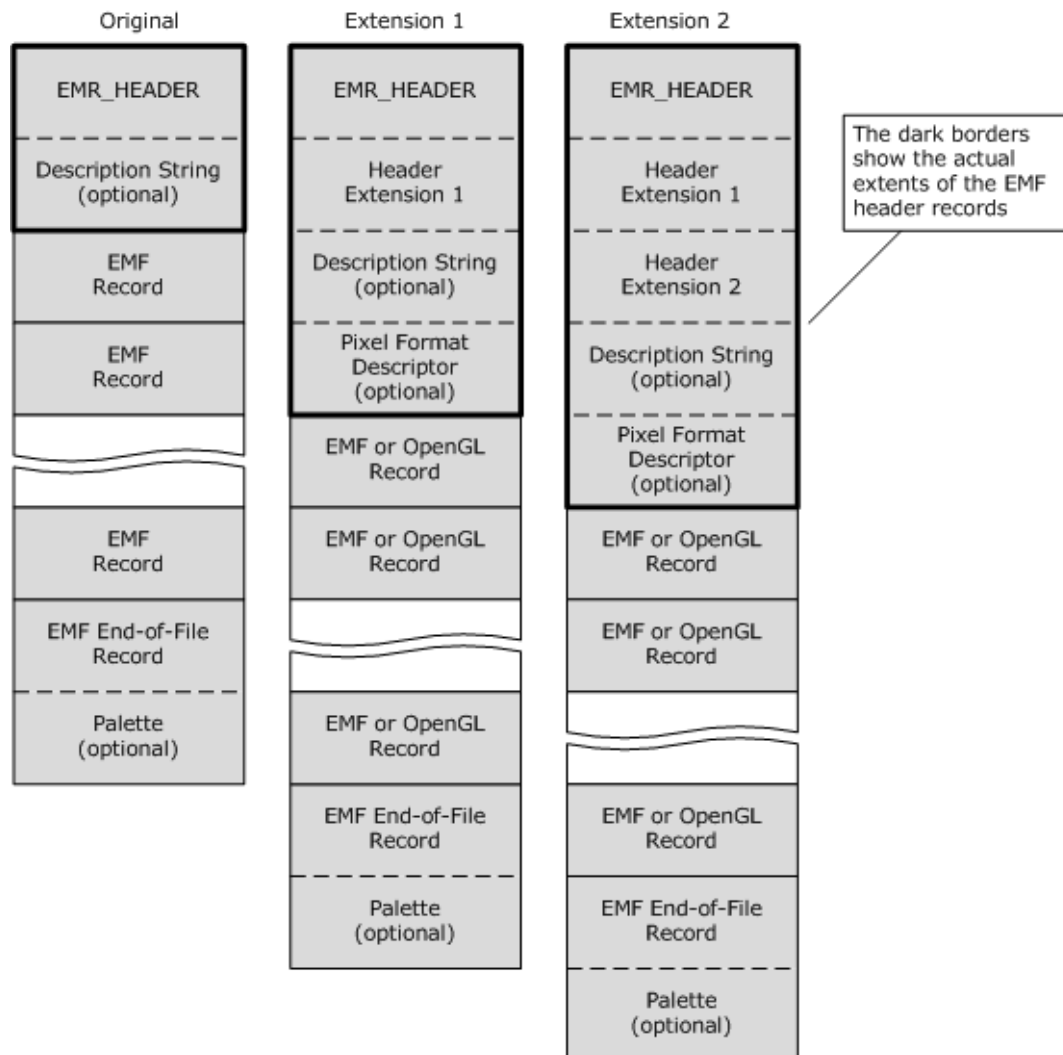 Original
EMR_HEADER
Description String
(optional)
EMF
Record
EMF
Record
EMF
Record
EMF End-of-File
Record
Palette
(optional)
Extension 1
EMR_HEADER
Header
Extension 1
Description String
(optional)
Pixel Format
Descriptor
(optional)
EMF or OpenGL
Record
EMF or OpenGL
Record
EMF or OpenGL
Record
EMF End-of-File
Record
Palette
(optional)
Extension 2
EMR_HEADER
Header
Extension 1
Header
Extension 2
Description String
(optional)
Pixel Format
Descriptor
(optional)
EMF or OpenGL
Record
EMF or OpenGL
Record
EMF or OpenGL
Record
EMF End-of-File
Record
Palette
(optional)
The dark borders
show the actual
extents of the EMF
header records